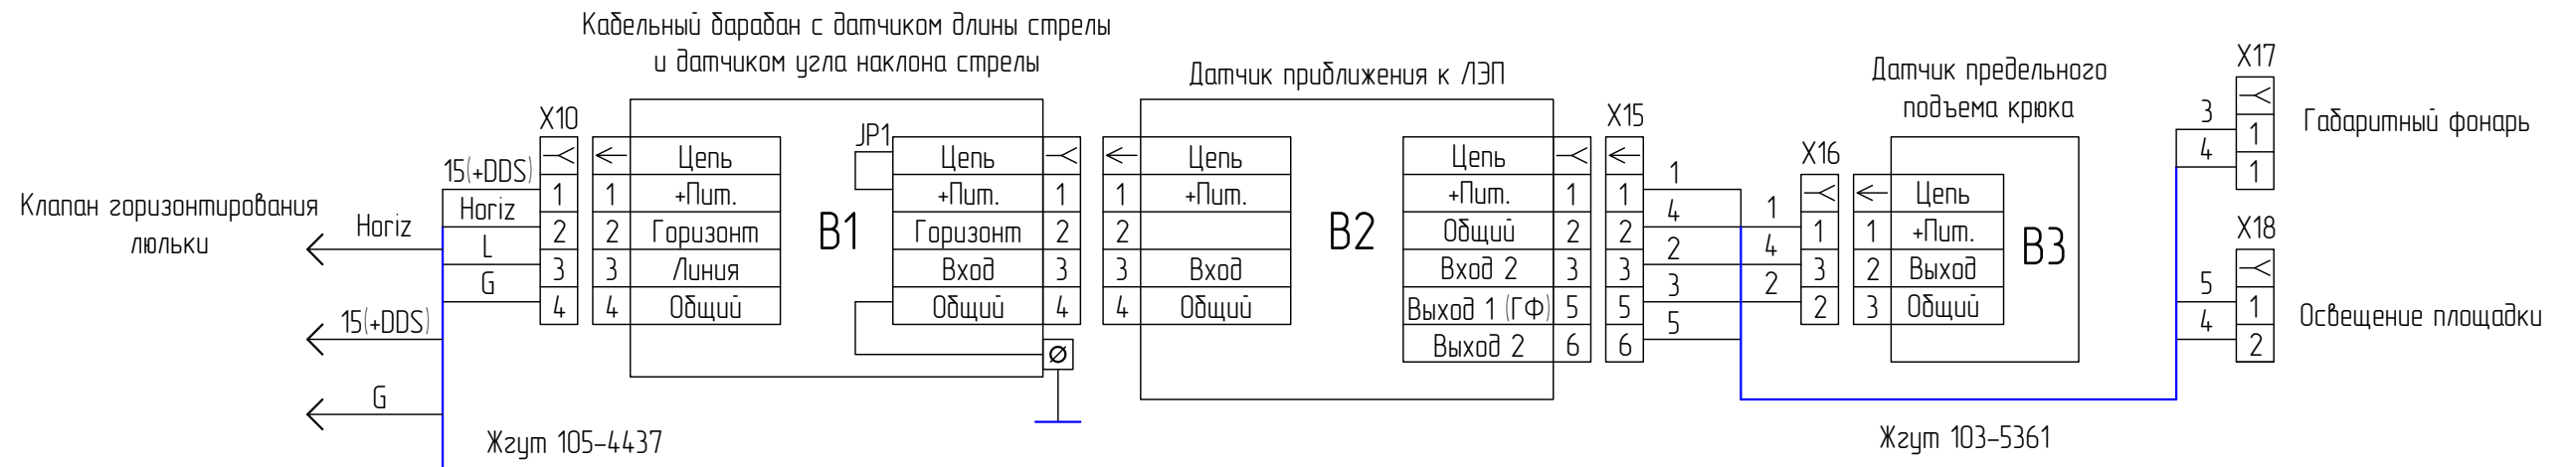 Кабельный барабан с датчиком длины стрелы
и датчиком угла наклона стрелы
Датчик приближения к ЛЭП
Датчик предельного
подъема крюка
Клапан горизонтирования
люльки
Horiz
15(+DDS)
G
15(+DDS)
Horiz
L
G
Жгут 105-4437
X10
1
2
3
4
Цепь
1 +Пит.
2 Горизонт
3 Линия
4 Общий
B1
JP1
Цепь
+Пит. 1
Горизонт 2
Вход 3
Общий 4
Цепь
1 +Пит.
2
3 Вход
4 Общий
B2
Цепь
+Пит. 1
Общий 2
Вход 2 3
Выход 1 (ГФ) 5
Выход 2 6
X15
1 1
2 4
3 2
5 3
6 5
X16
1 1
4 3
2 2
Цепь
1 +Пит.
2 Выход
3 Общий
B3
Жгут 103-5361
X17
3 1
4 1
Габаритный фонарь
X18
5 1
4 2
Освещение площадки